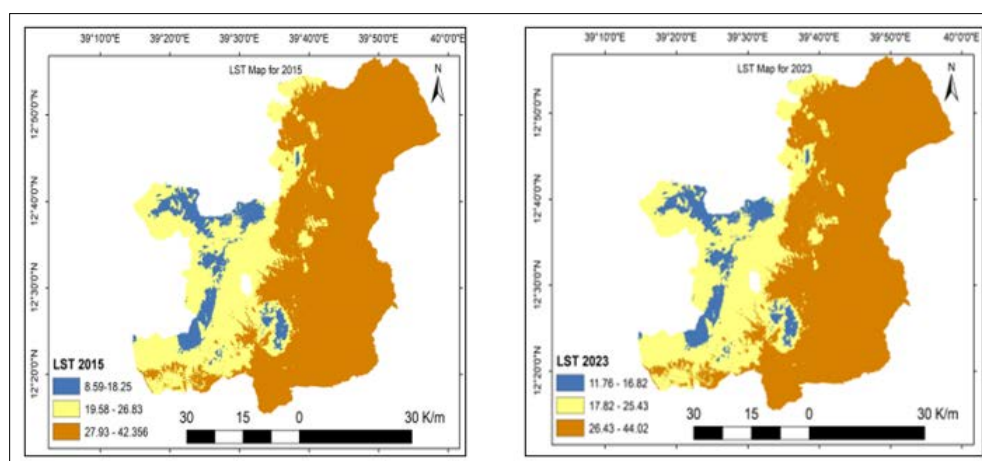 39°10'0"E 39°20'0"E 39°30'0"E 39°40'0"E 39°50'0"E 40°0'0"E
LST Map for 2015
N
12°50'0"N
12°40'0"N
12°30'0"N
12°20'0"N
LST 2015
8.59-18.25
19.58 - 26.83
27.93 - 42.356
30 15 0 30 K/m
39°10'0"E 39°20'0"E 39°30'0"E 39°40'0"E 39°50'0"E 40°0'0"E
LST Map for 2023
N
12°50'0"N
12°40'0"N
12°30'0"N
12°20'0"N
LST 2023
11.76 - 16.82
17.82 - 25.43
26.43 - 44.02
30 15 0 30 K/m